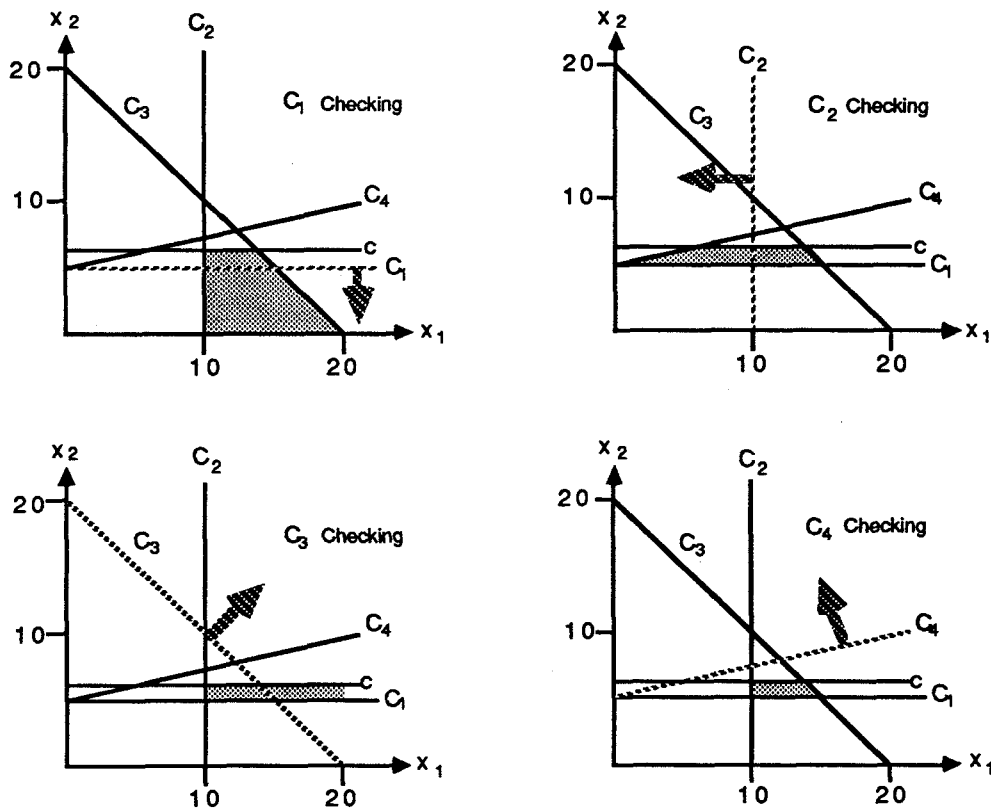 x2 C2
20
C3 C1 Checking
10
C4
c
C1
10 20 x1
x2
20 C2
C3 C2 Checking
10 C4
c
C1
10 20 x1
x2 C2
20
C3 C3 Checking
10 C4
c
C1
10 20 x1
x2 C2
20
C3 C4 Checking
10 C4
c
C1
10 20 x1